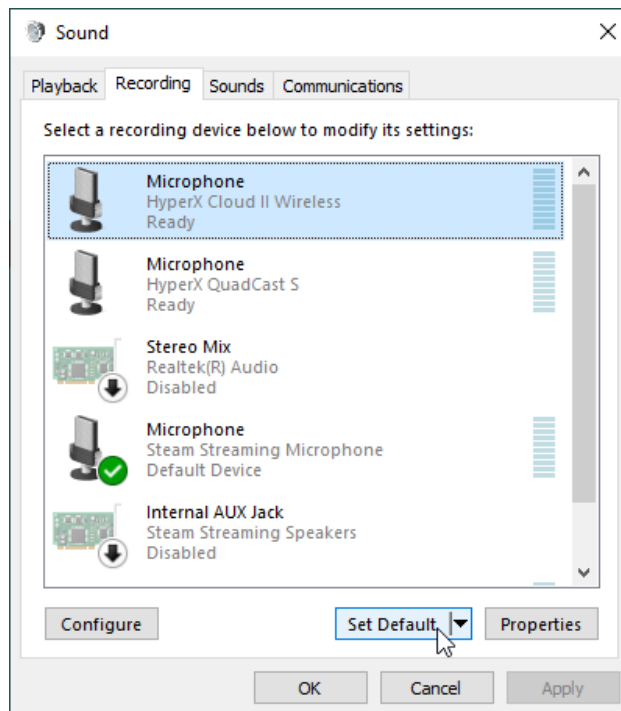 Sound
Playback Recording Sounds Communications
Select a recording device below to modify its settings:
Microphone
HyperX Cloud II Wireless
Ready
Microphone
HyperX QuadCast S
Ready
Stereo Mix
Realtek(R) Audio
Disabled
Microphone
Steam Streaming Microphone
Default Device
Internal AUX Jack
Steam Streaming Speakers
Disabled
Configure Set Default Properties
OK Cancel Apply